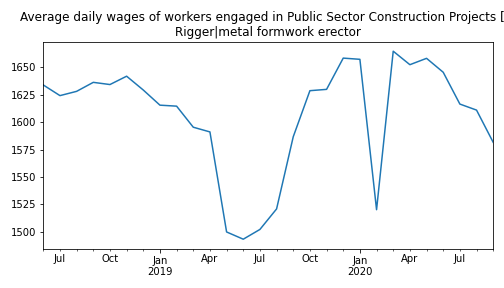 Average daily wages of workers engaged in Public Sector Construction Projects [
Rigger|metal formwork erector
1650
1625
1600
1575
1550
1525
1500
Jul Oct Jan Apr Jul Oct Jan Apr Jul
2019 2020